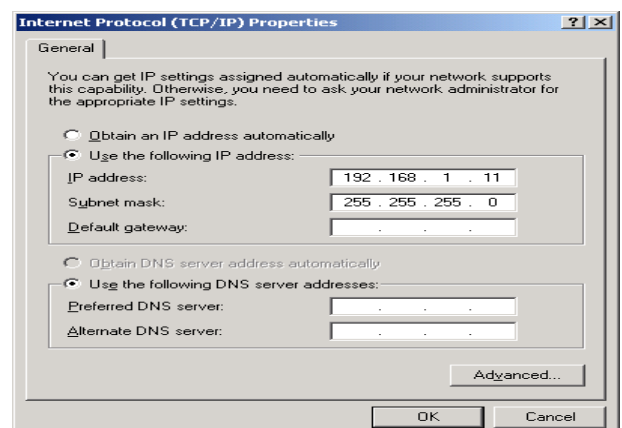 Internet Protocol (TCP/IP) Properties ? ×
General
You can get IP settings assigned automatically if your network supports
this capability. Otherwise, you need to ask your network administrator for
the appropriate IP settings.
Obtain an IP address automatically
Use the following IP address:
IP address: 192 . 168 . 1 . 11
Subnet mask: 255 . 255 . 255 . 0
Default gateway: . . .
Obtain DNS server address automatically
Use the following DNS server addresses:
Preferred DNS server: . . .
Alternate DNS server: . . .
Advanced...
OK Cancel